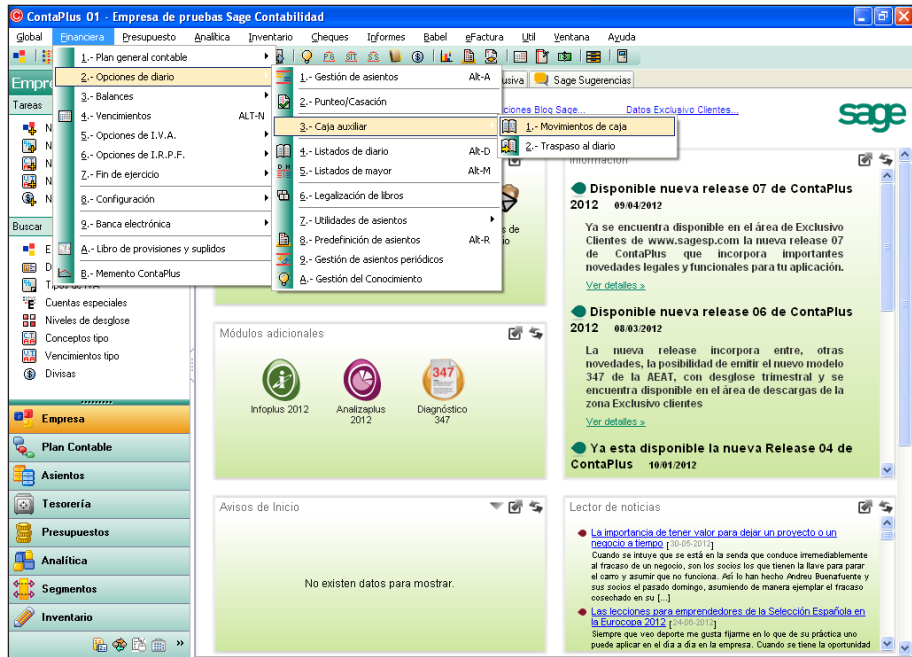 ContaPlus 01 - Empresa de pruebas Sage Contabilidad
Global Financiera Presupuesto Analítica Inventario Cheques Informes Babel eFactura Util Ventana Ayuda
1.- Plan general contable
2.- Opciones de diario
3.- Balances
4.- Vencimientos ALT-N
5.- Opciones de I.V.A.
6.- Opciones de I.R.P.F.
7.- Fin de ejercicio
8.- Configuración
9.- Banca electrónica
A.- Libro de provisiones y suplidos
B.- Memento ContaPlus
1.- Gestión de asientos Alt-A
2.- Punteo/Casación
3.- Caja auxiliar
4.- Listados de diario Alt-D
5.- Listados de mayor Alt-M
6.- Legalización de libros
7.- Utilidades de asientos
8.- Predefinición de asientos Alt-R
9.- Gestión de asientos periódicos
A.- Gestión del Conocimiento
1.- Movimientos de caja
2.- Traspaso al diario
Empre
usiva Sage Sugerencias
Tareas
ciones Blog Sage... Datos Exclusivo Clientes...
sage
N
N
N
N
N
Buscar
E
D
Tipos de IVA
Cuentas especiales
Niveles de desglose
Conceptos tipo
Vencimientos tipo
Divisas
Empresa
Plan Contable
Asientos
Tesorería
Presupuestos
Analítica
Segmentos
Inventario
s de
io
Módulos adicionales
347
Infoplus 2012
Analizaplus
2012
Diagnóstico
347
Avisos de Inicio
No existen datos para mostrar.
Información
Disponible nueva release 07 de ContaPlus
2012 09/04/2012
Ya se encuentra disponible en el área de Exclusivo
Clientes de www.sagesp.com la nueva release 07
de ContaPlus que incorpora importantes
novedades legales y funcionales para tu aplicación.
Ver detalles »
Disponible nueva release 06 de ContaPlus
2012 08/03/2012
La nueva release incorpora entre, otras
novedades, la posibilidad de emitir el nuevo modelo
347 de la AEAT, con desglose trimestral y se
encuentra disponible en el área de descargas de la
zona Exclusivo clientes
Ver detalles »
Ya esta disponible la nueva Release 04 de
ContaPlus 10/01/2012
Lector de noticias
La importancia de tener valor para dejar un proyecto o un
negocio a tiempo [30-05-2012]
Cuando se intuye que se está en la senda que conduce irremediablemente
al fracaso de un negocio, son los socios los que tienen la llave para parar
el carro y asumir que no funciona. Así lo han hecho Andreu Buenafuente y
sus socios el pasado domingo, asumiendo de manera ejemplar el fracaso
cosechado en su [...]
Las lecciones para emprendedores de la Selección Española en
la Eurocopa 2012 [24-06-2012]
Siempre que veo deporte me gusta fijarme en lo que de su práctica uno
puede aplicar en el día a día en la empresa. Cuando se tiene la oportunidad